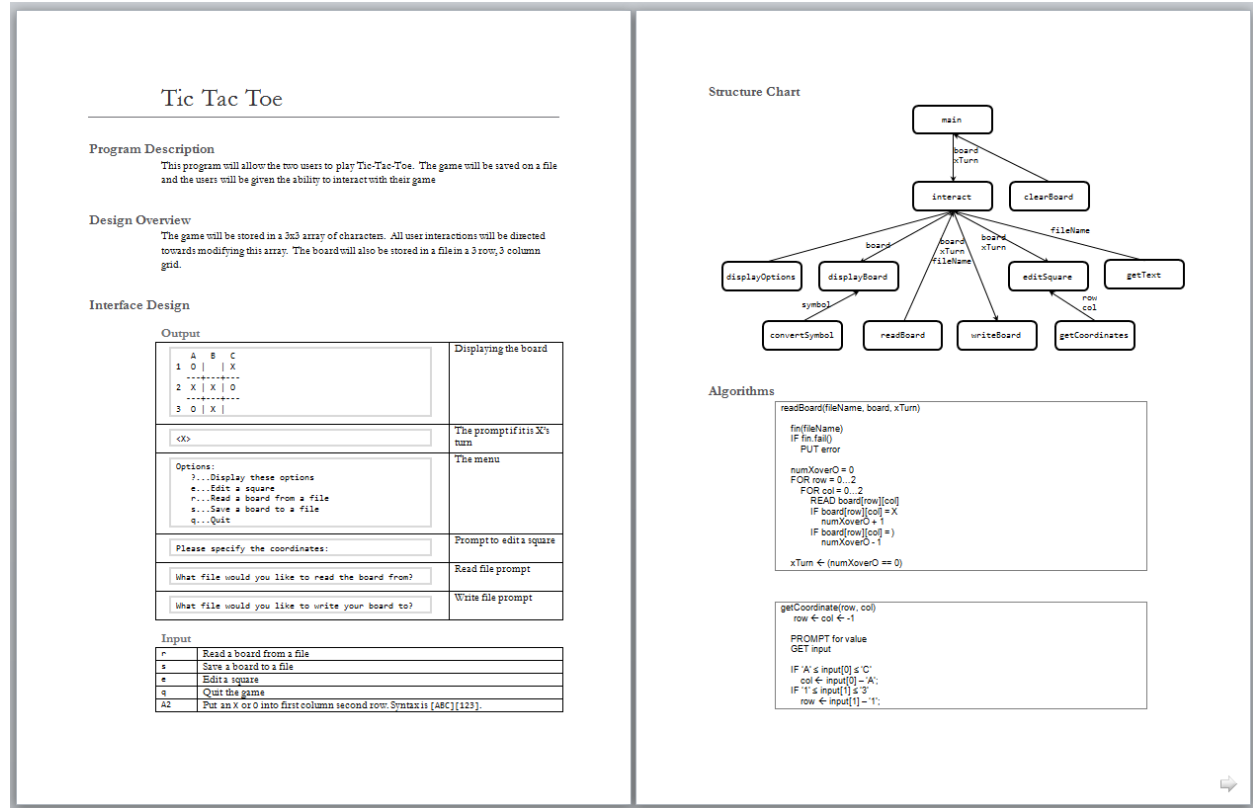 Tic Tac Toe
Program Description
This program will allow the two users to play Tic-Tac-Toe. The game will be saved on a file
and the users will be given the ability to interact with their game
Design Overview
The game will be stored in a 3x3 array of characters. All user interactions will be directed
towards modifying this array. The board will also be stored in a file in a 3 row, 3 column
grid.
Interface Design
Output
A B C
1 O | | X
---+---+---
2 X | X | O
---+---+---
3 O | X |
Displaying the board
<X>
The prompt if it is X's
turn
Options:
?...Display these options
e...Edit a square
r...Read a board from a file
s...Save a board to a file
q...Quit
The menu
Please specify the coordinates:
Prompt to edit a square
What file would you like to read the board from?
Read file prompt
What file would you like to write your board to?
Write file prompt
Input
r Read a board from a file
s Save a board to a file
e Edit a square
q Quit the game
A2 Put an X or O into first column second row. Syntax is [ABC][123].
Structure Chart
main
board
xTurn
interact
clearBoard
board
board
xTurn
fileName
board
xTurn
fileName
displayOptions
displayBoard
editSquare
getText
symbol
row
col
convertSymbol
readBoard
writeBoard
getCoordinates
Algorithms
readBoard(fileName, board, xTurn)
fin(fileName)
IF fin.fail()
PUT error
numXoverO = 0
FOR row = 0...2
FOR col = 0...2
READ board[row][col]
IF board[row][col] = X
numXoverO + 1
IF board[row][col] = )
numXoverO - 1
xTurn ← (numXoverO == 0)
getCoordinate(row, col)
row ← col ← -1
PROMPT for value
GET input
IF 'A' ≤ input[0] ≤ 'C'
col ← input[0] – 'A';
IF '1' ≤ input[1] ≤ '3'
row ← input[1] – '1';